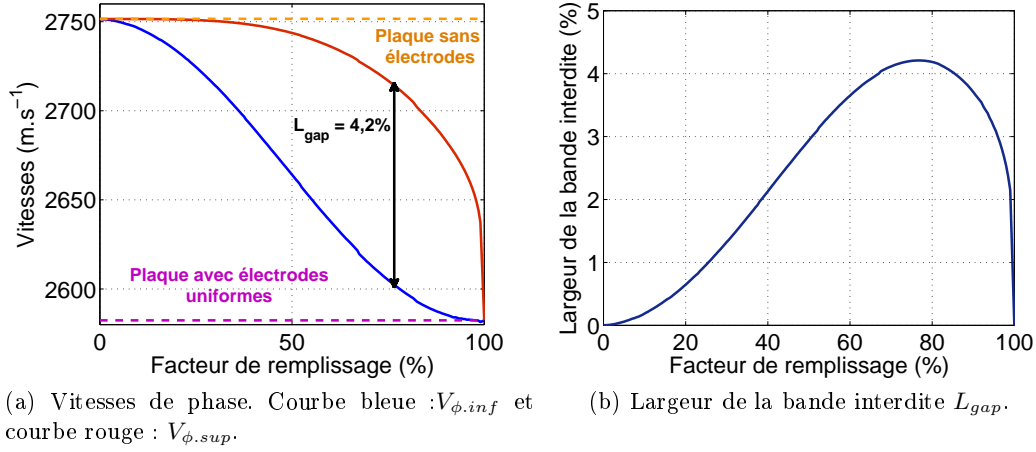 2750
2700
2650
2600
Vitesses (m.s⁻¹)
Plaque sans
électrodes
L_gap = 4,2%
Plaque avec électrodes
uniformes
0
50
100
Facteur de remplissage (%)
5
4
3
2
1
0
Largeur de la bande interdite (%)
0
20
40
60
80
100
Facteur de remplissage (%)
(a) Vitesses de phase. Courbe bleue :V_ϕ.inf et
courbe rouge : V_ϕ.sup.
(b) Largeur de la bande interdite L_gap.